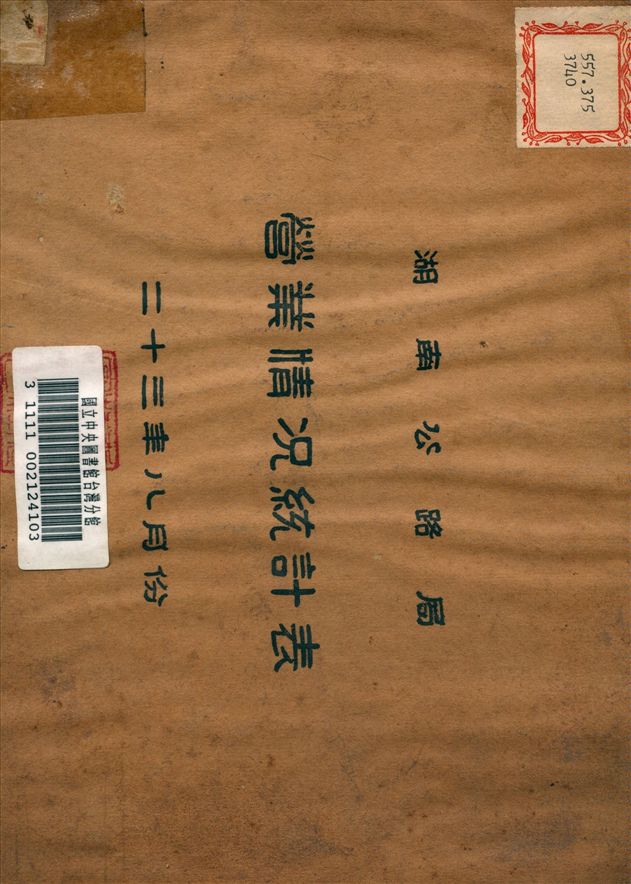 557.375
3740
湖南公路局
營業情况統計表
二十三年八月份
國立中央圖書館台灣分館
3 1111 002124103